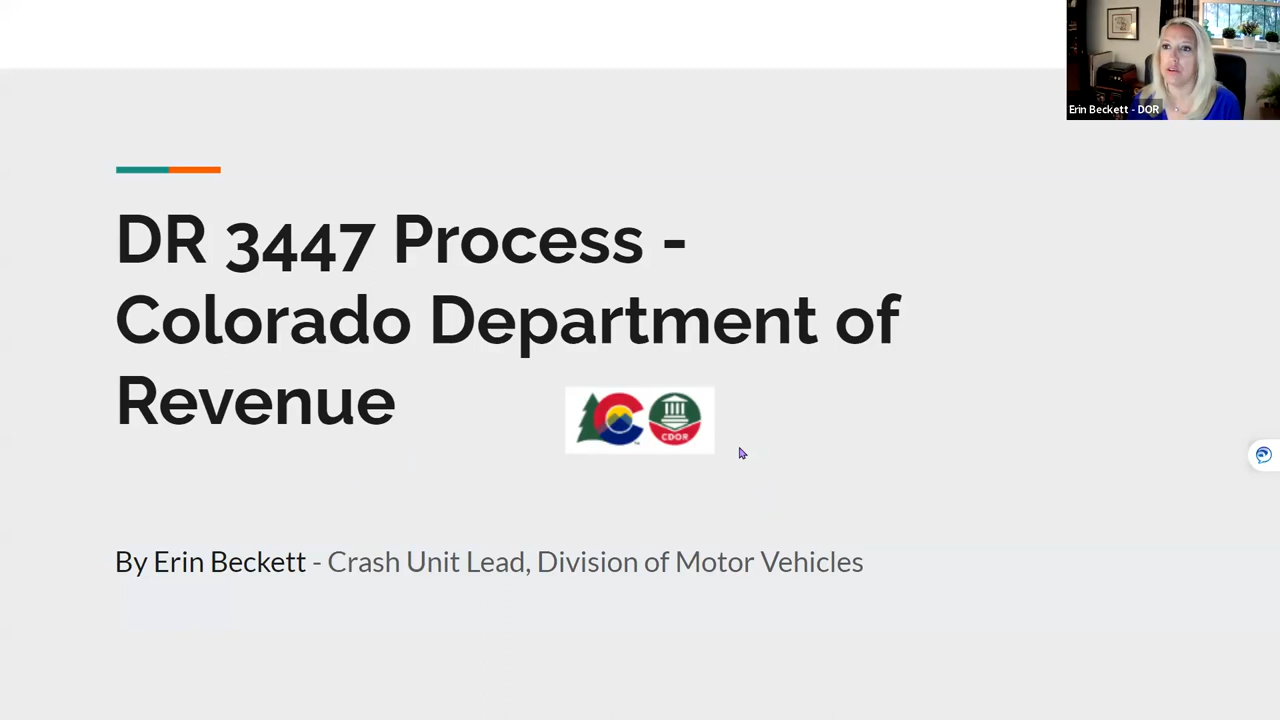 Erin Beckett - DOR
DR 3447 Process -
Colorado Department of
Revenue
CDOR
By Erin Beckett - Crash Unit Lead, Division of Motor Vehicles